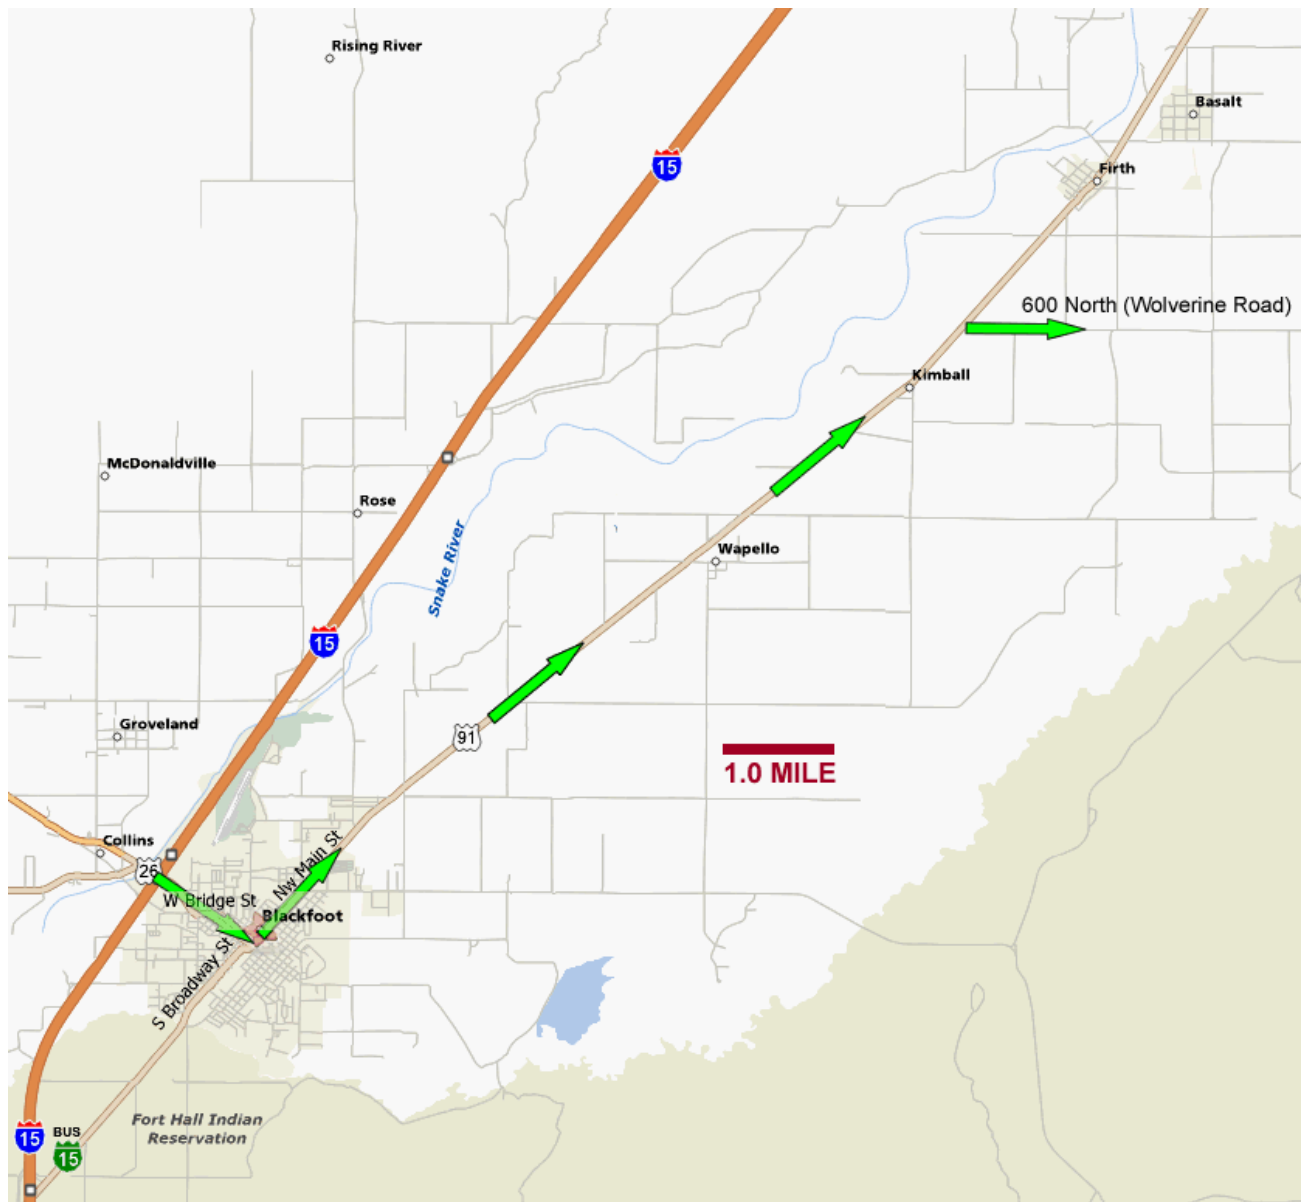 Rising River
Basalt
15
Firth
600 North (Wolverine Road)
Kimball
McDonaldville
Rose
Wapello
Snake River
15
Groveland
91
1.0 MILE
Collins
26
Nw Main St
W Bridge St
Blackfoot
S Broadway St
Fort Hall Indian
Reservation
15
BUS
15